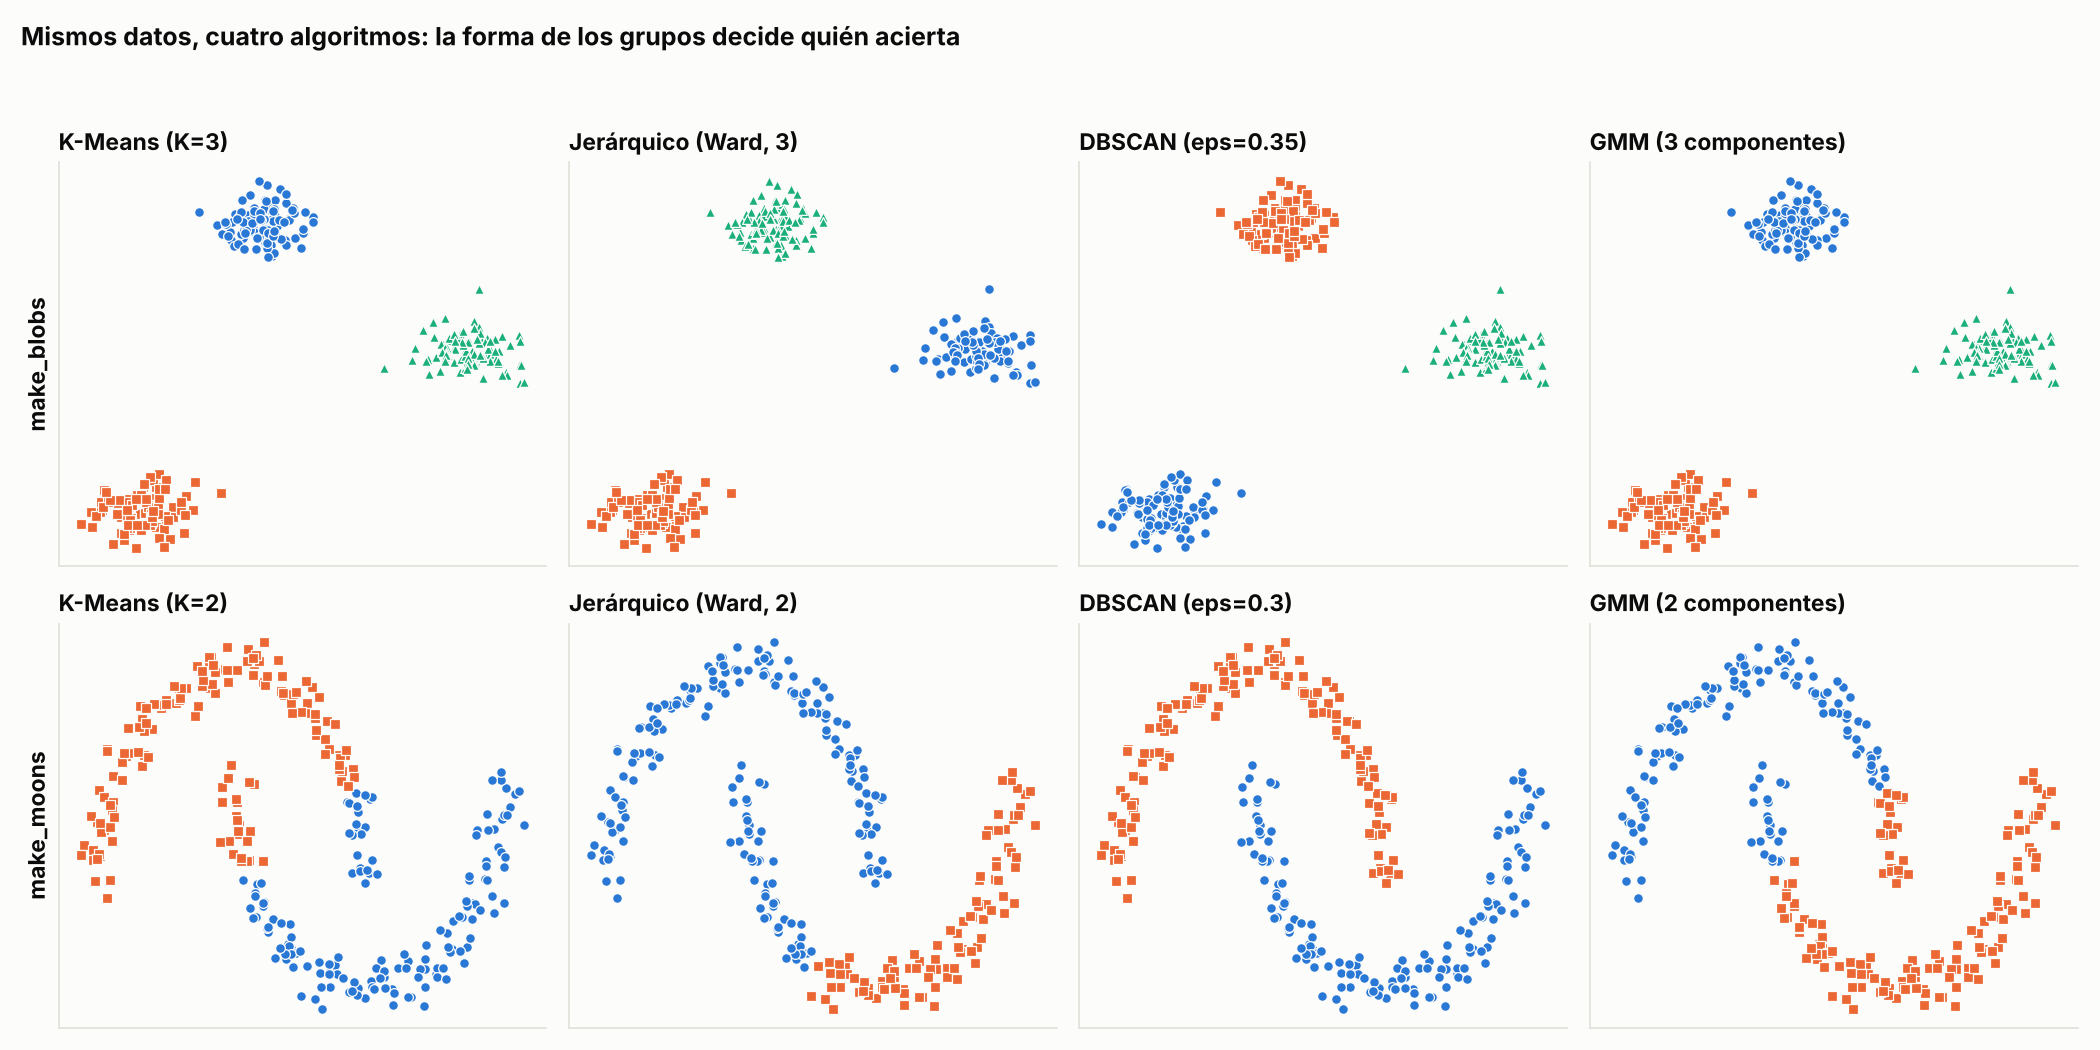 Mismos datos, cuatro algoritmos: la forma de los grupos decide quién acierta
K-Means (K=3)
Jerárquico (Ward, 3)
DBSCAN (eps=0.35)
GMM (3 componentes)
make_blobs
K-Means (K=2)
Jerárquico (Ward, 2)
DBSCAN (eps=0.3)
GMM (2 componentes)
make_moons